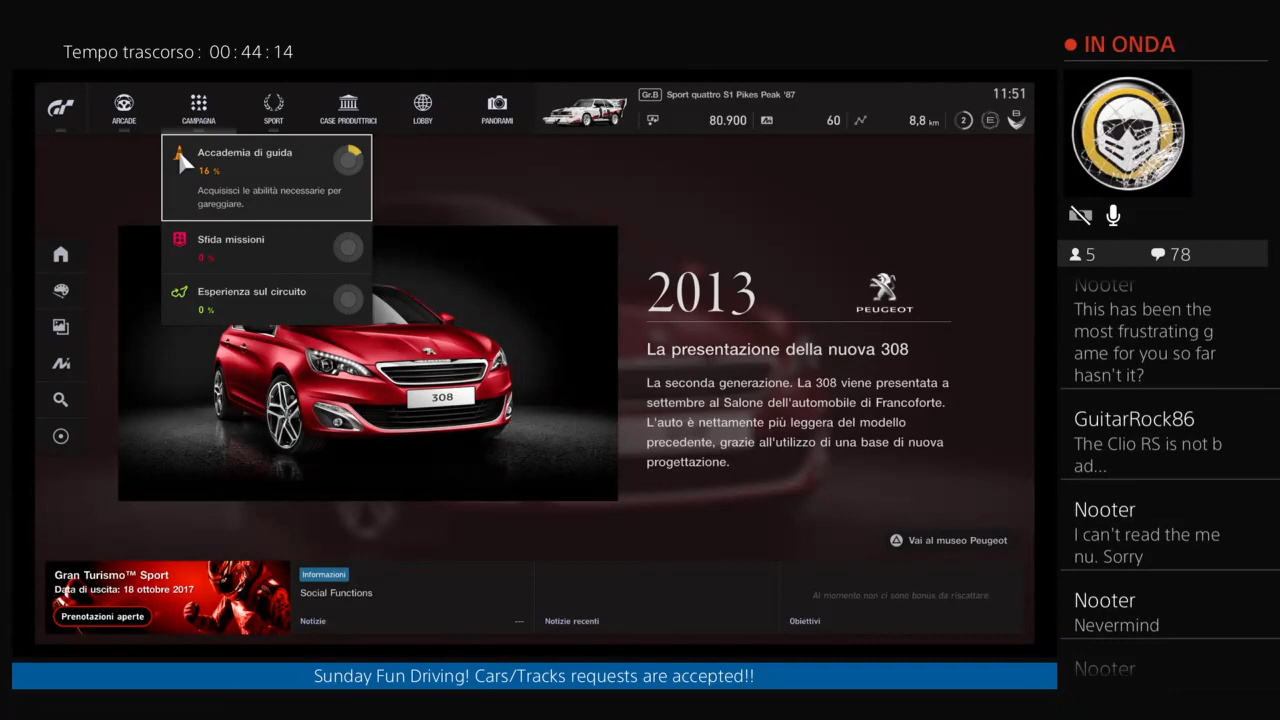 Tempo trascorso: 00:44:14
IN ONDA
GT
ARCADE
CAMPAGNA
SPORT
CASE PRODUTTRICI
LOBBY
PANORAMI
Gr.B Sport quattro S1 Pikes Peak '87
11:51
80.900
60
8,8 km
2
E
B
Accademia di guida
16 %
Acquisisci le abilità necessarie per
gareggiare.
Sfida missioni
0 %
Esperienza sul circuito
0 %
308
2013
PEUGEOT
La presentazione della nuova 308
La seconda generazione. La 308 viene presentata a
settembre al Salone dell'automobile di Francoforte.
L'auto è nettamente più leggera del modello
precedente, grazie all'utilizzo di una base di nuova
progettazione.
Vai al museo Peugeot
Gran Turismo™ Sport
Data di uscita: 18 ottobre 2017
Prenotazioni aperte
Informazioni
Social Functions
Notizie
---
Notizie recenti
Al momento non ci sono bonus da riscattare.
Obiettivi
Sunday Fun Driving! Cars/Tracks requests are accepted!!
5
78
Nooter
This has been the
most frustrating g
ame for you so far
hasn't it?
GuitarRock86
The Clio RS is not b
ad...
Nooter
I can't read the me
nu. Sorry
Nooter
Nevermind
Nooter